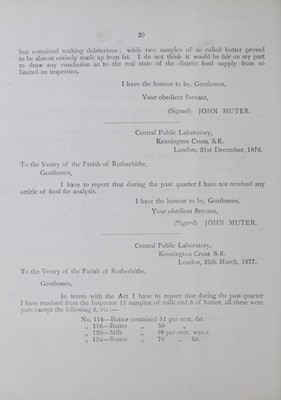 20
but contained nothing deleterious; while two samples of so called butter proved
to be almost entirely made up from fat. I do not think it would be fair on my part
to draw any conclusion as to the real state of the district food supply from so
limited an inspection.
I have the honour to be, Gentlemen,
Your obedient Servant,
(Signed) JOHN MUTER.
Central Public Laboratory,
Kennington Cross, S.E.
London, 31st December, 1876.
To the Vestry of the Parish of Rotherhithe,
Gentlemen,
I have to report that during the past quarter I have not received any
article of food for analysis.
I have the honour to be, Gentlemen,
Your obedient Servant,
(Signed) JOHN MUTER.
Central Public Laboratory,
Kennington Cross S.E.
London, 25th March, 1877.
To the Vestry of the Parish of Rotherhithe,
Gentlemen,
In terms with the Act I have to report that during the past quarter
I have received from the Inspector 11 samples of milk and 5 of butter, all these were
pure except the following 4, viz :—
No. 114—Butter contained 51 per cent. fat.
„ 116—Butter „ 50 „
„ 120—Milk „ 18 per cent. water.
„ 124—Butter „ 70 „ fat.